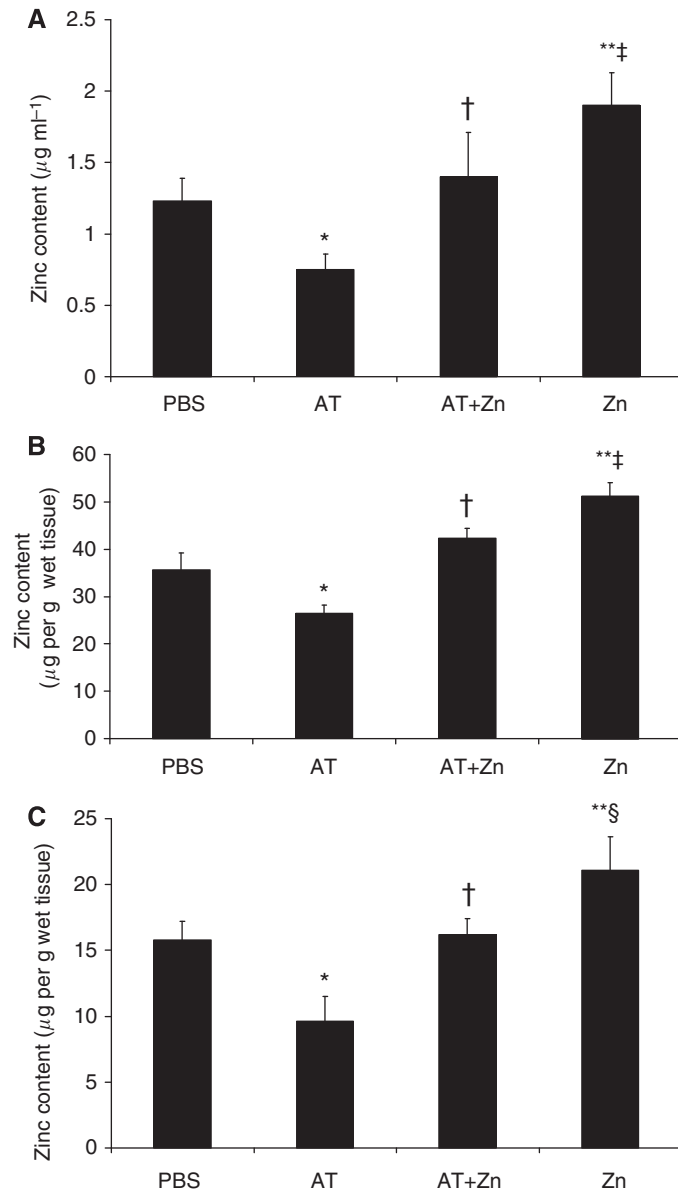 A
Zinc content (μg ml⁻¹)
2.5
2
1.5
1
0.5
0
*
†
**‡
PBS AT AT+Zn Zn
B
Zinc content
(μg per g wet tissue)
60
50
40
30
20
10
0
*
†
**‡
PBS AT AT+Zn Zn
C
Zinc content (μg per g wet tissue)
25
20
15
10
5
0
*
†
**§
PBS AT AT+Zn Zn